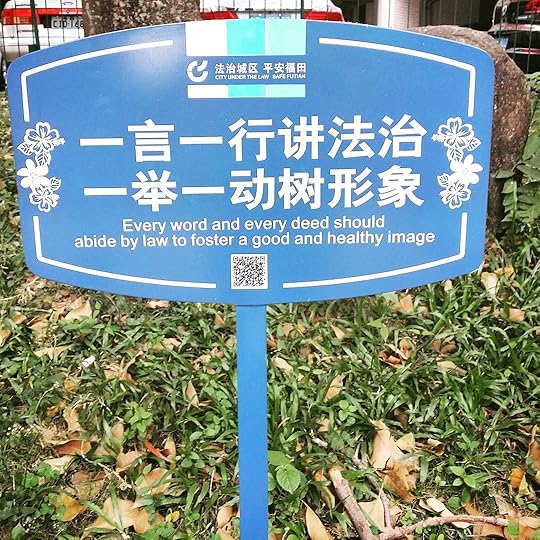 法治城区 平安福田
CITY UNDER THE LAW SAFE FUTIAN
一言一行讲法治
一举一动树形象
Every word and every deed should
abide by law to foster a good and healthy image